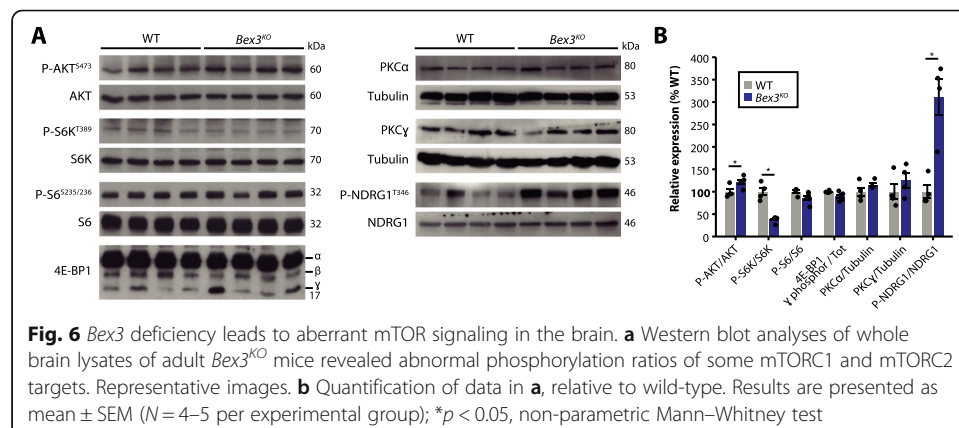 A
WT Bex3KO kDa
P-AKTS473 60
AKT 60
P-S6KT389 70
S6K 70
P-S6S235/236 32
S6 32
4E-BP1 α
β
γ
17
WT Bex3KO kDa
PKCα 80
Tubulin 53
PKCɣ 80
Tubulin 53
P-NDRG1T346 46
NDRG1 46
B
Relative expression (% WT)
400
350
300
250
200
150
100
50
0
WT
Bex3KO
* * *
P-AKT/AKT
P-S6K/S6K
P-S6/S6
4E-BP1
γ phosphor / Tot
PKCα/Tubulin
PKCɣ/Tubulin
P-NDRG1/NDRG1
Fig. 6 Bex3 deficiency leads to aberrant mTOR signaling in the brain. a Western blot analyses of whole
brain lysates of adult Bex3KO mice revealed abnormal phosphorylation ratios of some mTORC1 and mTORC2
targets. Representative images. b Quantification of data in a, relative to wild-type. Results are presented as
mean ± SEM (N = 4–5 per experimental group); *p < 0.05, non-parametric Mann–Whitney test